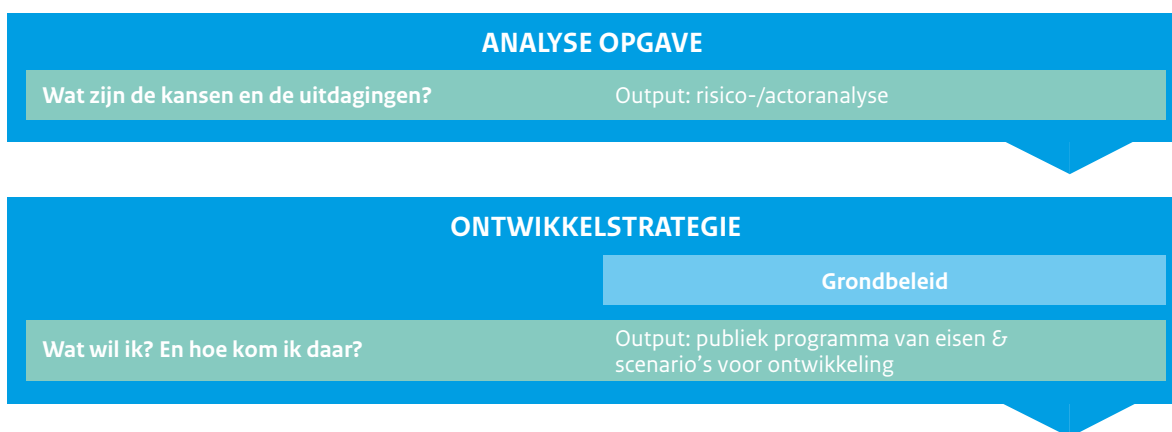 ANALYSE OPGAVE
Wat zijn de kansen en de uitdagingen?
Output: risico-/actoranalyse
ONTWIKKELSTRATEGIE
Grondbeleid
Wat wil ik? En hoe kom ik daar?
Output: publiek programma van eisen &
scenario’s voor ontwikkeling